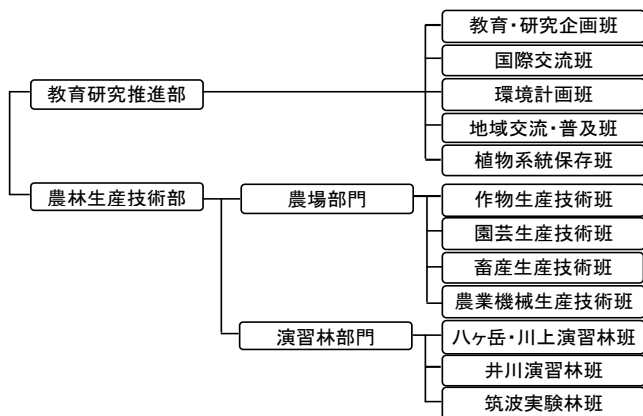 教育研究推進部
教育・研究企画班
国際交流班
環境計画班
地域交流・普及班
植物系統保存班
農林生産技術部
農場部門
作物生産技術班
園芸生産技術班
畜産生産技術班
農業機械生産技術班
演習林部門
八ヶ岳・川上演習林班
井川演習林班
筑波実験林班